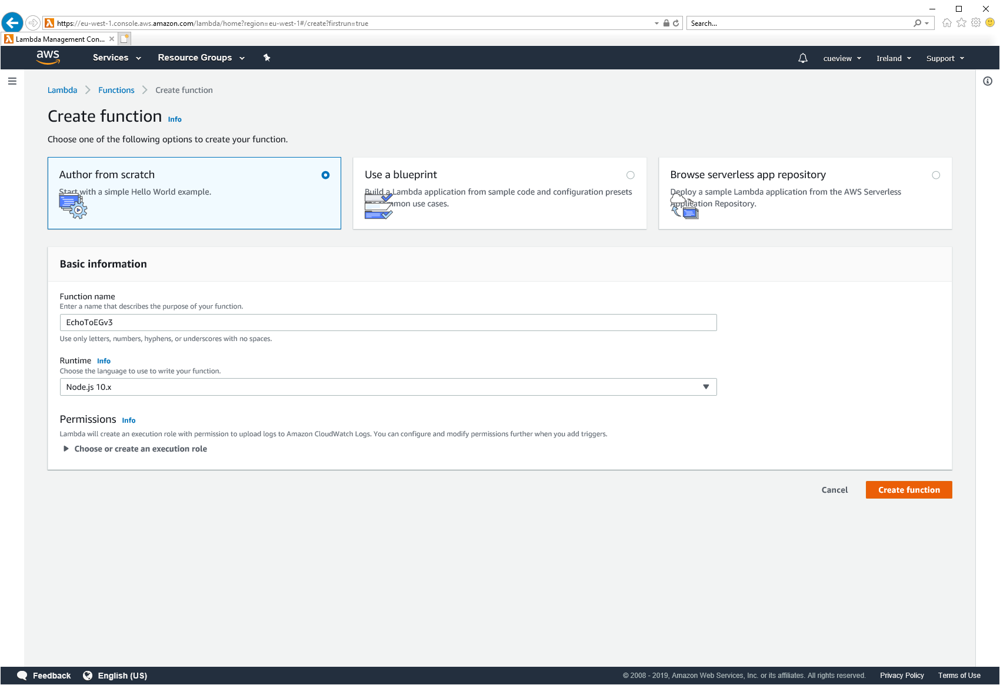 https://eu-west-1.console.aws.amazon.com/lambda/home?region=eu-west-1#/create?firstrun=true
Search...
Lambda Management Con...
aws
Services
Resource Groups
cueview
Ireland
Support
Lambda
Functions
Create function
Create function Info
Choose one of the following options to create your function.
Author from scratch
Start with a simple Hello World example.
Use a blueprint
Build a Lambda application from sample code and configuration presets
common use cases.
Browse serverless app repository
Deploy a sample Lambda application from the AWS Serverless
Application Repository.
Basic information
Function name
Enter a name that describes the purpose of your function.
EchoToEGv3
Use only letters, numbers, hyphens, or underscores with no spaces.
Runtime Info
Choose the language to use to write your function.
Node.js 10.x
Permissions Info
Lambda will create an execution role with permission to upload logs to Amazon CloudWatch Logs. You can configure and modify permissions further when you add triggers.
Choose or create an execution role
Cancel
Create function
Feedback
English (US)
© 2008 - 2019, Amazon Web Services, Inc. or its affiliates. All rights reserved.
Privacy Policy
Terms of Use